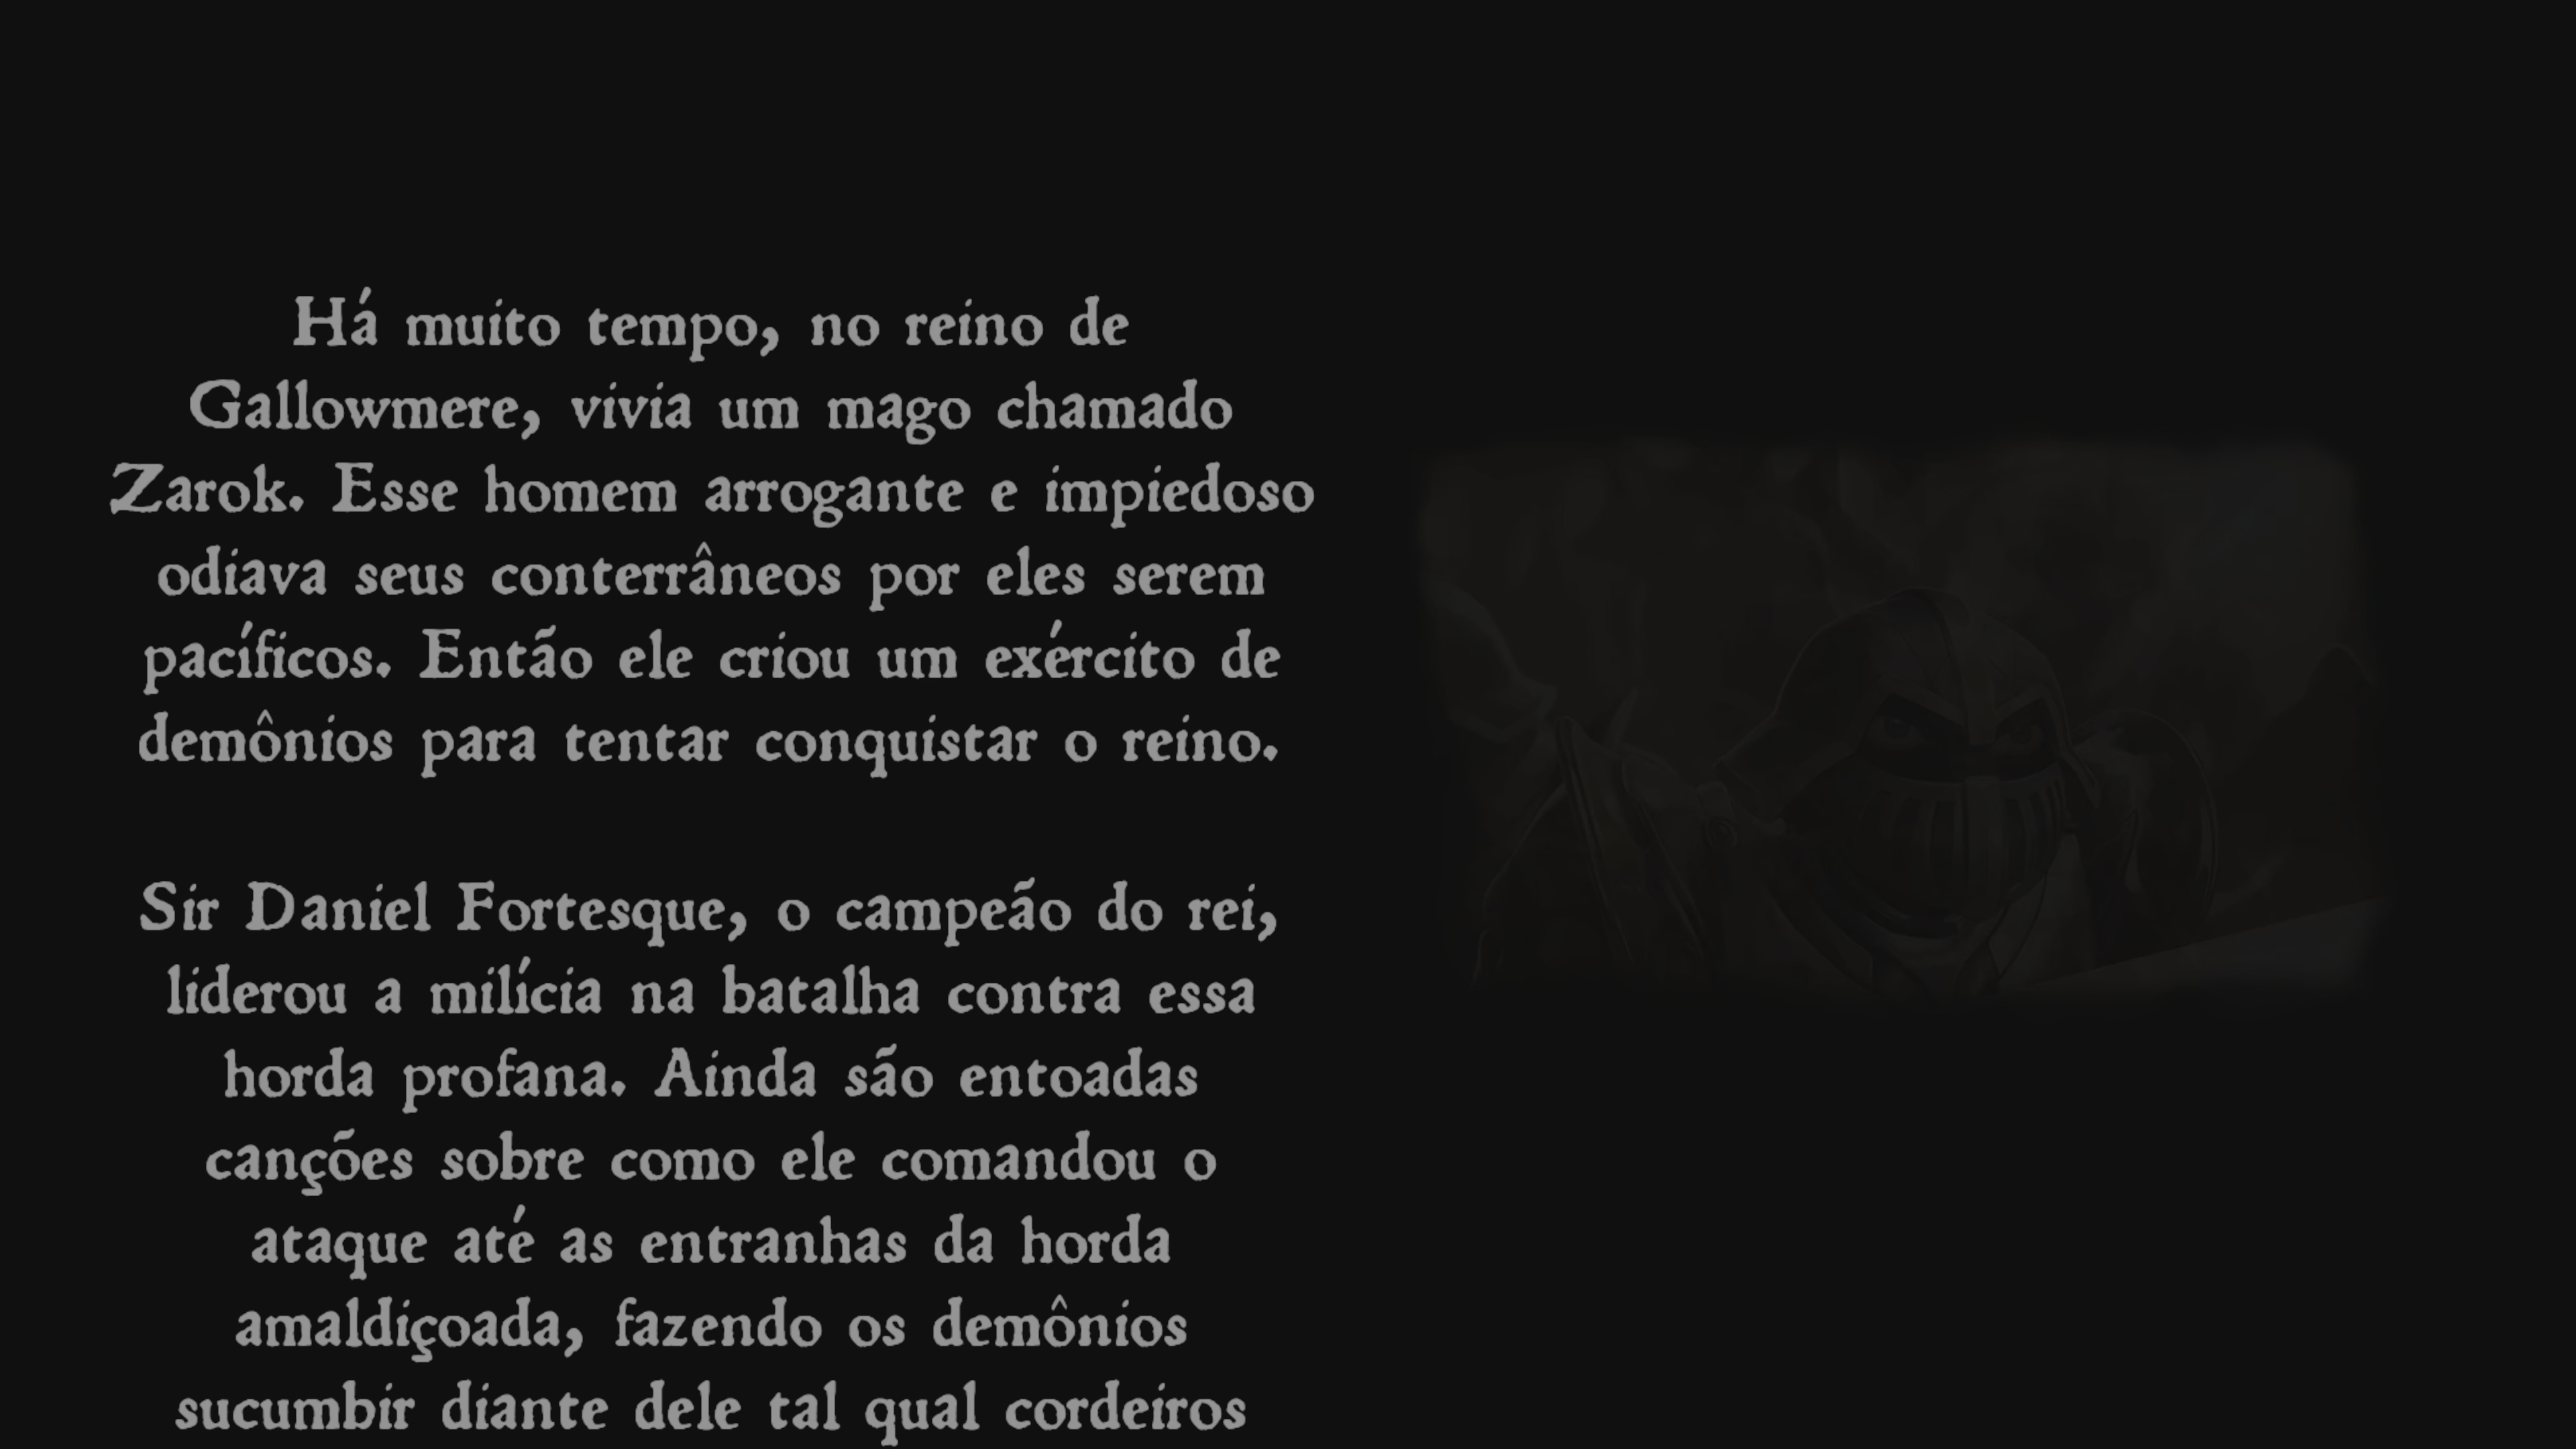 Há muito tempo, no reino de
Gallowmere, vivia um mago chamado
Zarok. Esse homem arrogante e impiedoso
odiava seus conterrâneos por eles serem
pacíficos. Então ele criou um exército de
demônios para tentar conquistar o reino.
Sir Daniel Fortesque, o campeão do rei,
liderou a milícia na batalha contra essa
horda profana. Ainda são entoadas
canções sobre como ele comandou o
ataque até as entranhas da horda
amaldiçoada, fazendo os demônios
sucumbir diante dele tal qual cordeiros